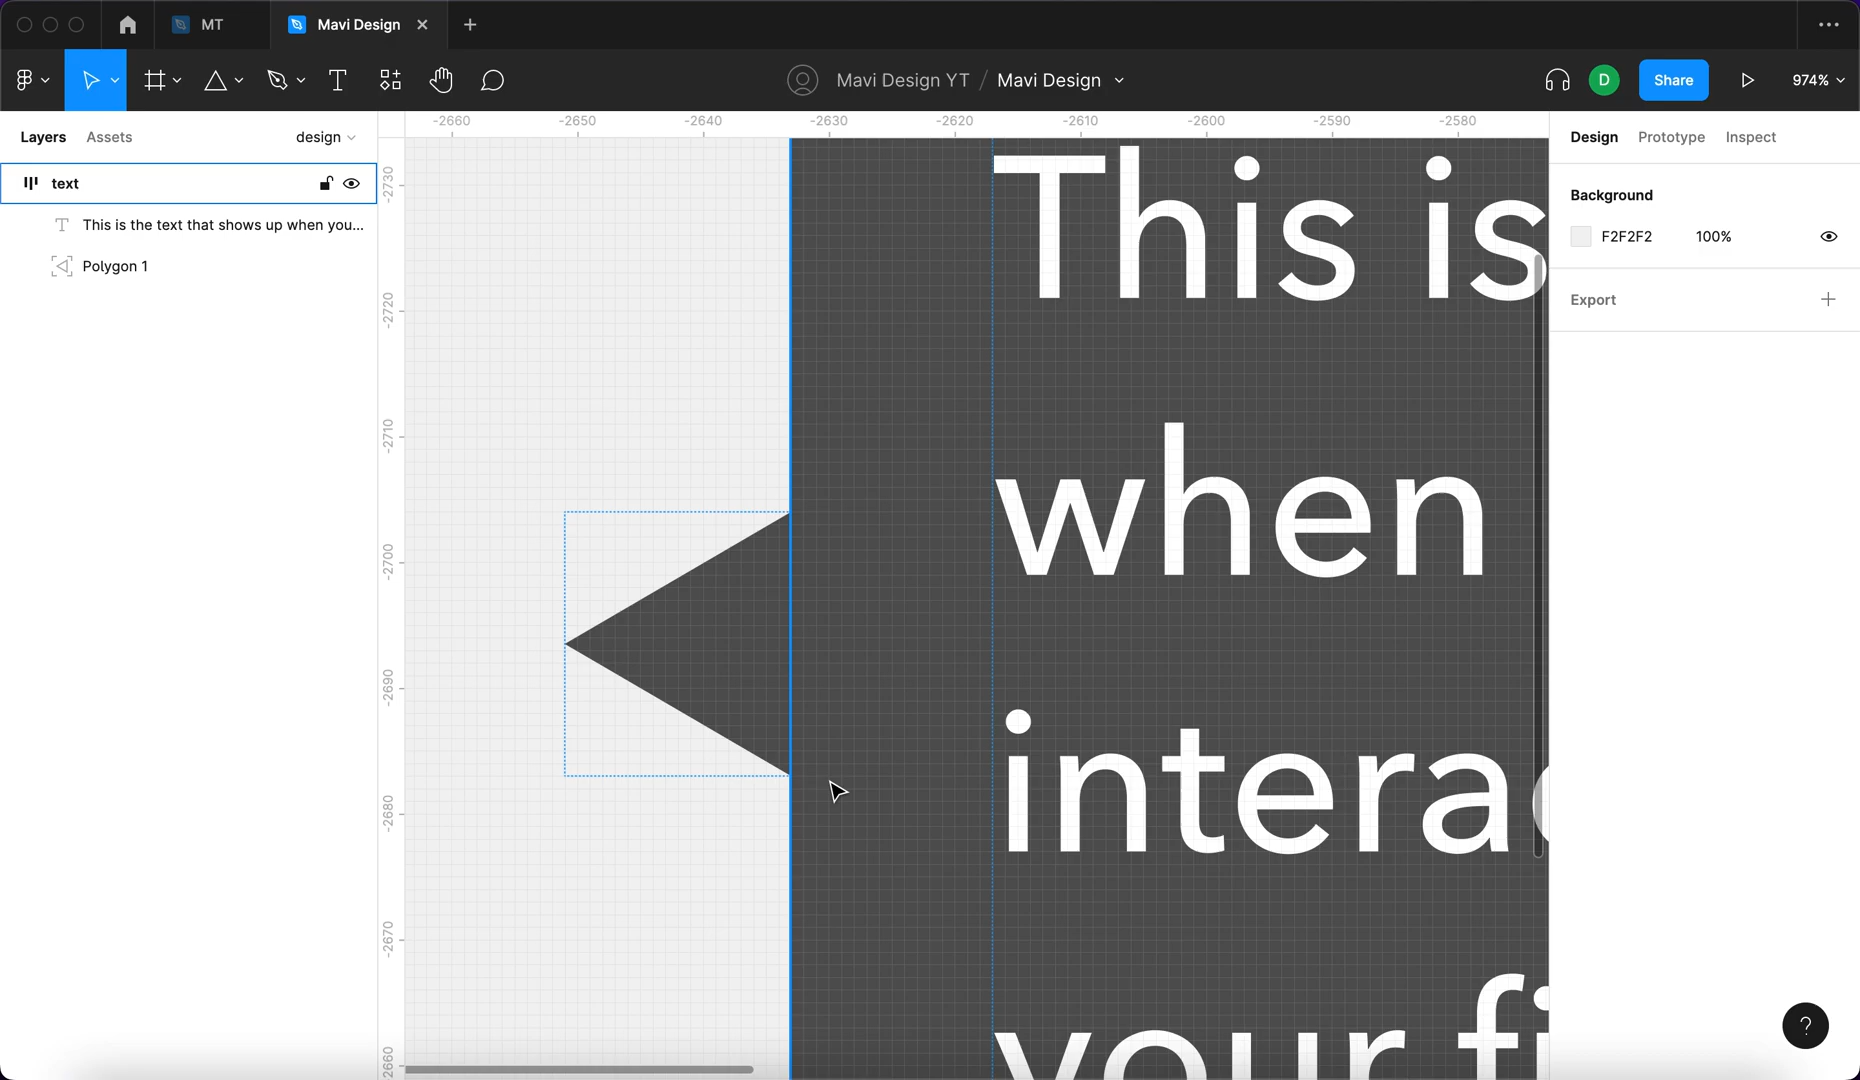 MT
Mavi Design
Mavi Design YT / Mavi Design
D
Share
974%
Layers
Assets
design
-2660
-2650
-2640
-2630
-2620
-2610
-2600
-2590
-2580
Design
Prototype
Inspect
text
This is the text that shows up when you...
Polygon 1
-2730
-2720
-2710
-2700
-2690
-2680
-2670
This is
when
intera
your fi
Background
F2F2F2
100%
Export
?